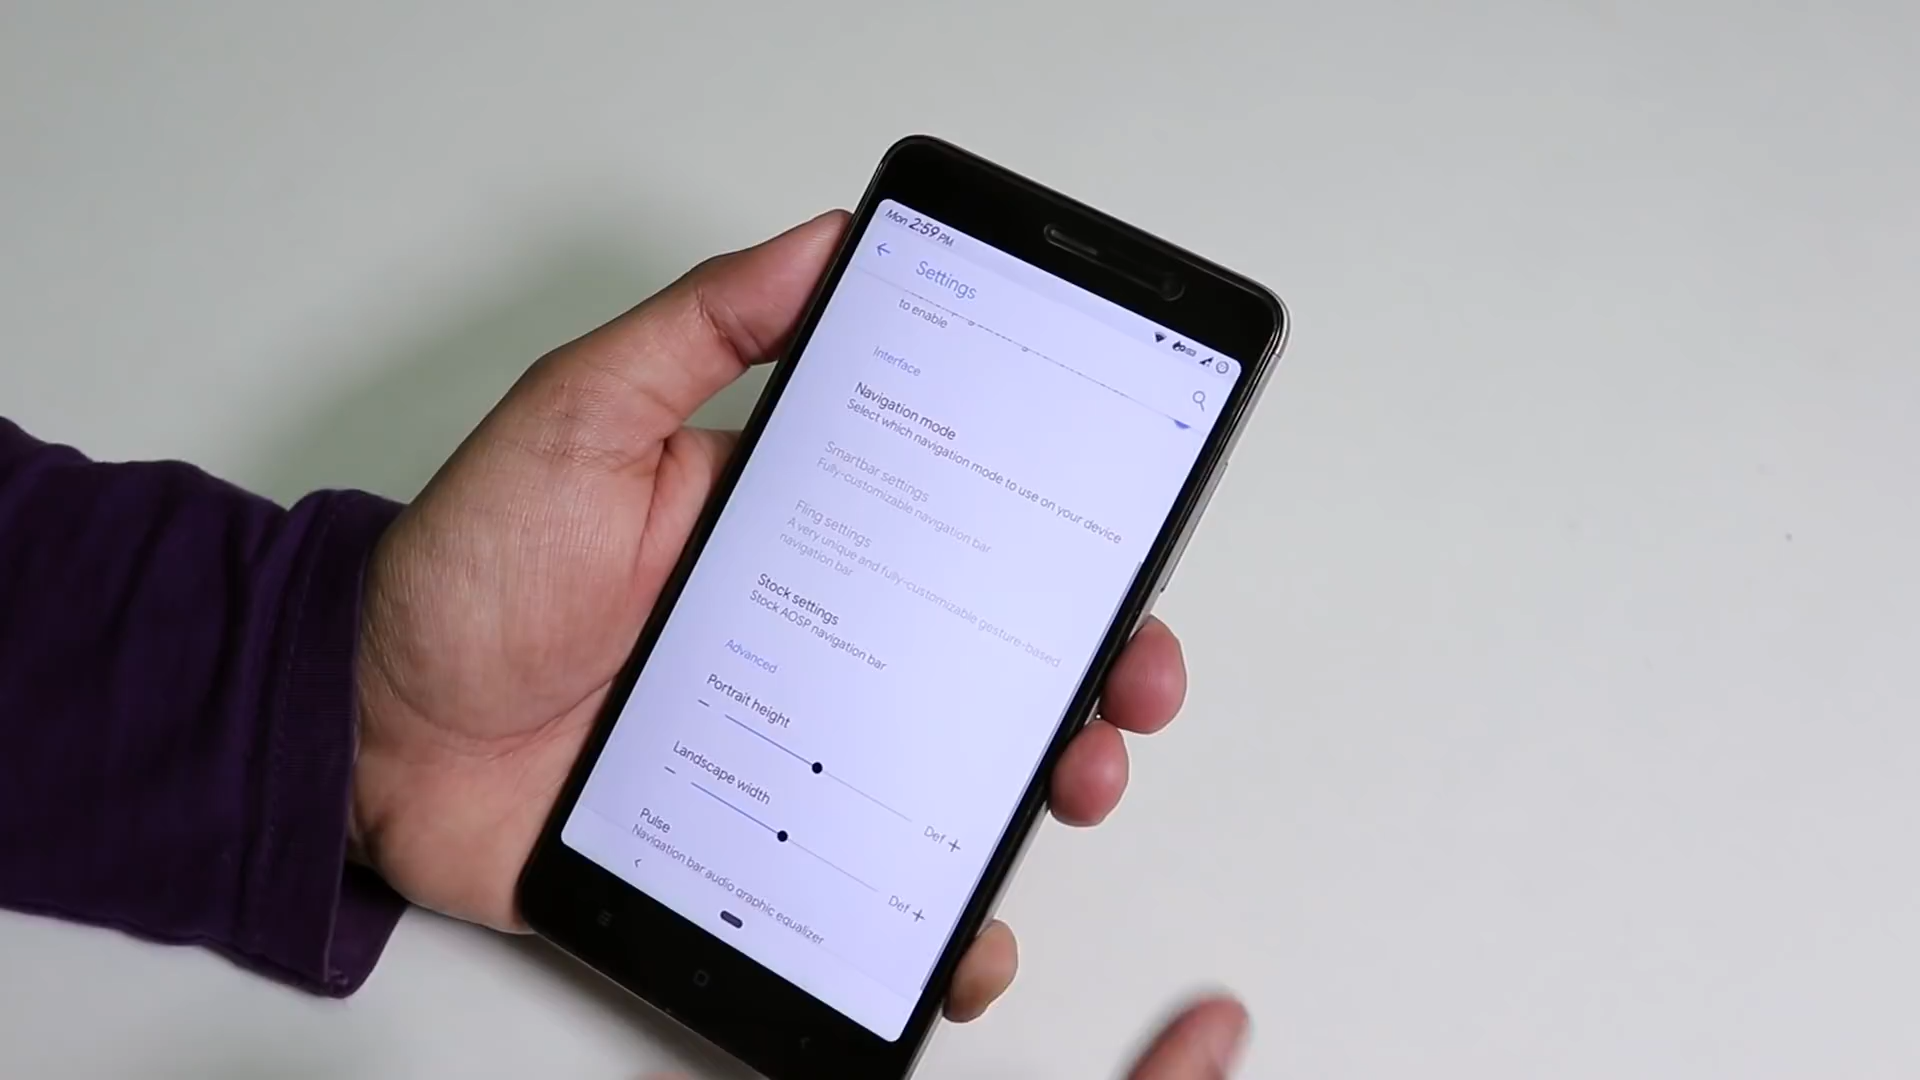 Mon 2:59 PM
Settings
to enable
Interface
Navigation mode
Select which navigation mode to use on your device
Smartbar settings
Fully-customizable navigation bar
Fling settings
A very unique and fully-customizable gesture-based
navigation bar
Stock settings
Stock AOSP navigation bar
Advanced
Portrait height
Def
Landscape width
Def
Pulse
Navigation bar audio graphic equalizer